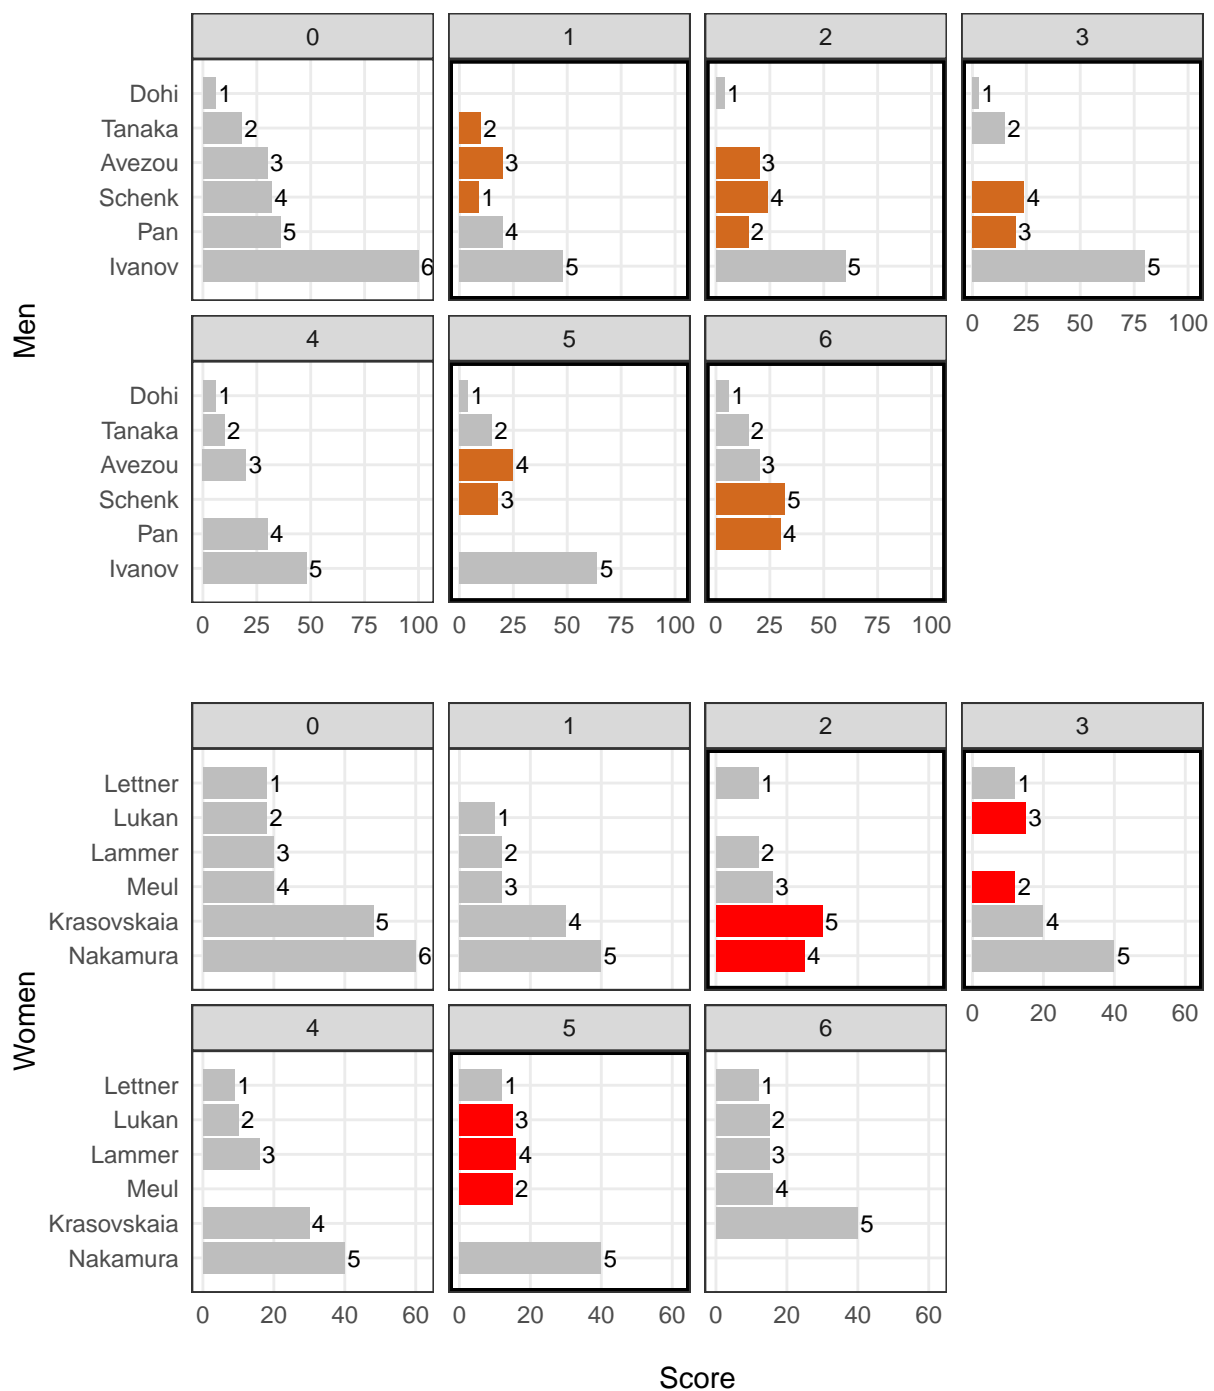 Men
0 1 2 3
Dohi 1 1 1
Tanaka 2 2 2
Avezou 3 3 3
Schenk 4 1 4 4
Pan 5 4 2 3
Ivanov 6 5 5 5
0 25 50 75 100
4 5 6
Dohi 1 1 1
Tanaka 2 2 2
Avezou 3 4 3
Schenk 3 5
Pan 4 4
Ivanov 5 5
0 25 50 75 100 0 25 50 75 100 0 25 50 75 100
Women
0 1 2 3
Lettner 1 1 1
Lukan 2 1 3
Lammer 3 2 2
Meul 4 3 3 2
Krasovskaia 5 4 5 4
Nakamura 6 5 4 5
0 20 40 60
4 5 6
Lettner 1 1 1
Lukan 2 3 2
Lammer 3 4 3
Meul 2 4
Krasovskaia 4 5
Nakamura 5 5
0 20 40 60 0 20 40 60 0 20 40 60
Score